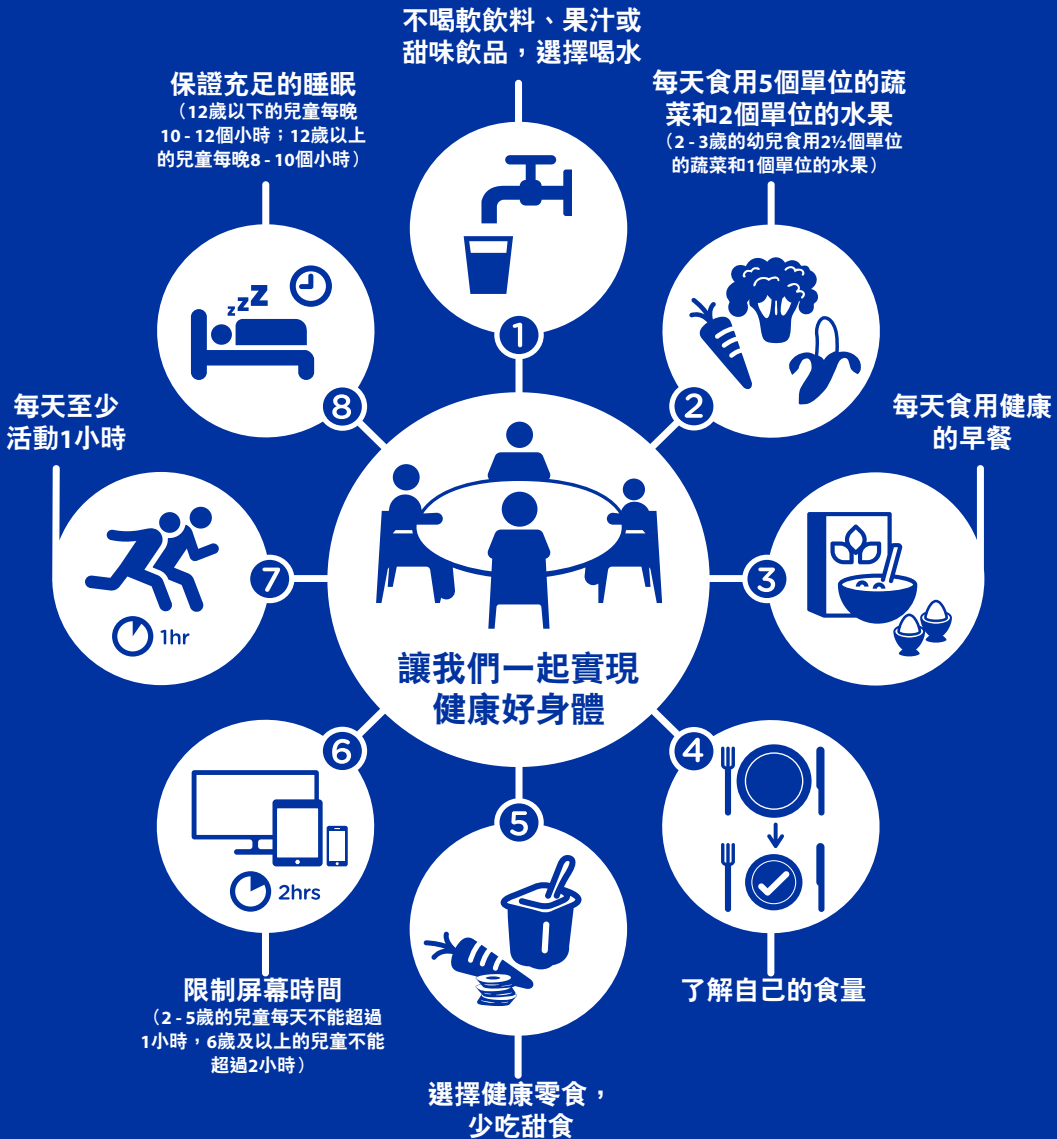 不喝軟飲料、果汁或
甜味飲品，選擇喝水
1
每天食用5個單位的蔬
菜和2個單位的水果
（2 - 3歲的幼兒食用2½個單位
的蔬菜和1個單位的水果）
2
每天食用健康
的早餐
3
4
了解自己的食量
5
選擇健康零食，
少吃甜食
6
2hrs
限制屏幕時間
（2 - 5歲的兒童每天不能超過
1小時，6歲及以上的兒童不能
超過2小時）
每天至少
活動1小時
7
1hr
保證充足的睡眠
（12歲以下的兒童每晚
10 - 12個小時；12歲以上
的兒童每晚8 - 10個小時）
zzZ
8
讓我們一起實現
健康好身體